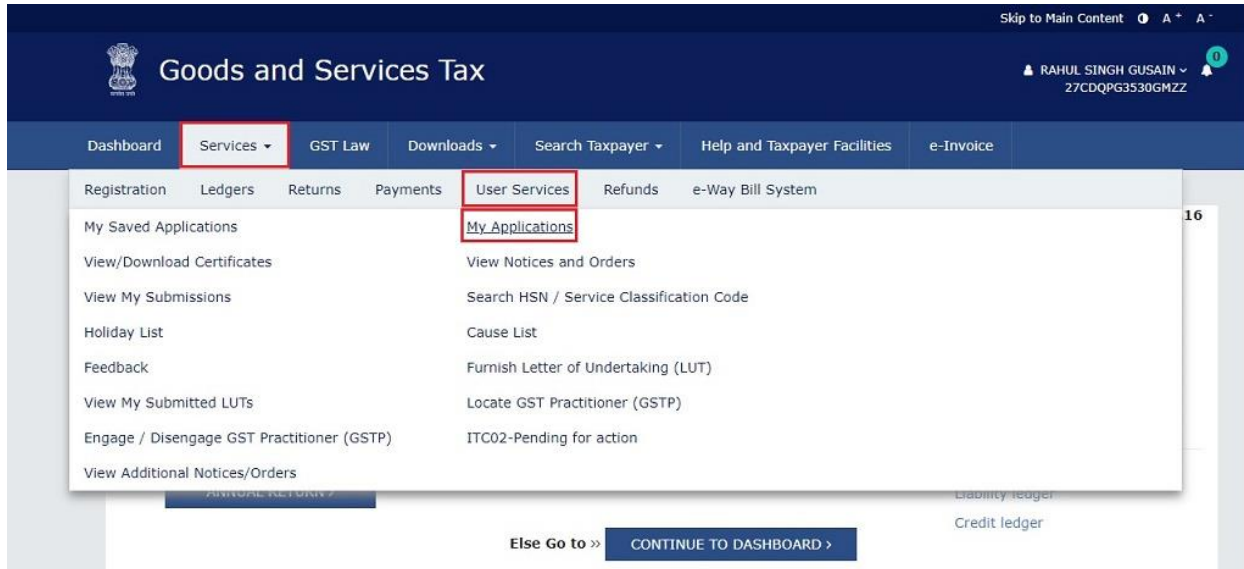 Skip to Main Content A+ A-
Goods and Services Tax
0
RAHUL SINGH GUSAIN
27CDQPG3530GMZZ
Dashboard Services GST Law Downloads Search Taxpayer Help and Taxpayer Facilities e-Invoice
Registration Ledgers Returns Payments User Services Refunds e-Way Bill System
16
My Saved Applications My Applications
View/Download Certificates View Notices and Orders
View My Submissions Search HSN / Service Classification Code
Holiday List Cause List
Feedback Furnish Letter of Undertaking (LUT)
View My Submitted LUTs Locate GST Practitioner (GSTP)
Engage / Disengage GST Practitioner (GSTP) ITC02-Pending for action
View Additional Notices/Orders
ANNUAL RETURN >
Liability ledger
Credit ledger
Else Go to » CONTINUE TO DASHBOARD >